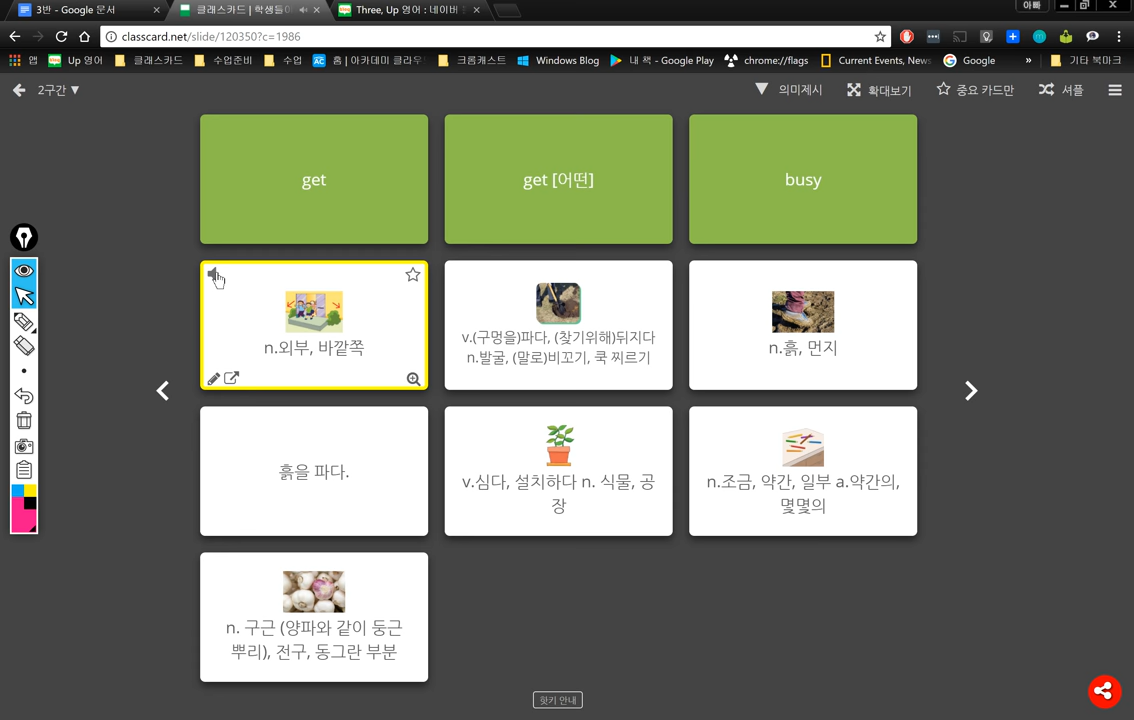 3반 - Google 문서
클래스카드 | 학생들이
Three, Up 영어 : 네이버
아빠
classcard.net/slide/120350?c=1986
앱
Up 영어
클래스카드
수업준비
수업
AC
홈 | 아카데미 클라우
크롬캐스트
Windows Blog
내 책 - Google Play
chrome://flags
Current Events, News
Google
»
기타 북마크
2구간 ▼
의미제시
확대보기
중요 카드만
셔플
get
get [어떤]
busy
n.외부, 바깥쪽
v.(구멍을)파다, (찾기위해)뒤지다
n.발굴, (말로)비꼬기, 쿡 찌르기
n.흙, 먼지
흙을 파다.
v.심다, 설치하다 n. 식물, 공
장
n.조금, 약간, 일부 a.약간의,
몇몇의
n. 구근 (양파와 같이 둥근
뿌리), 전구, 동그란 부분
핫키 안내